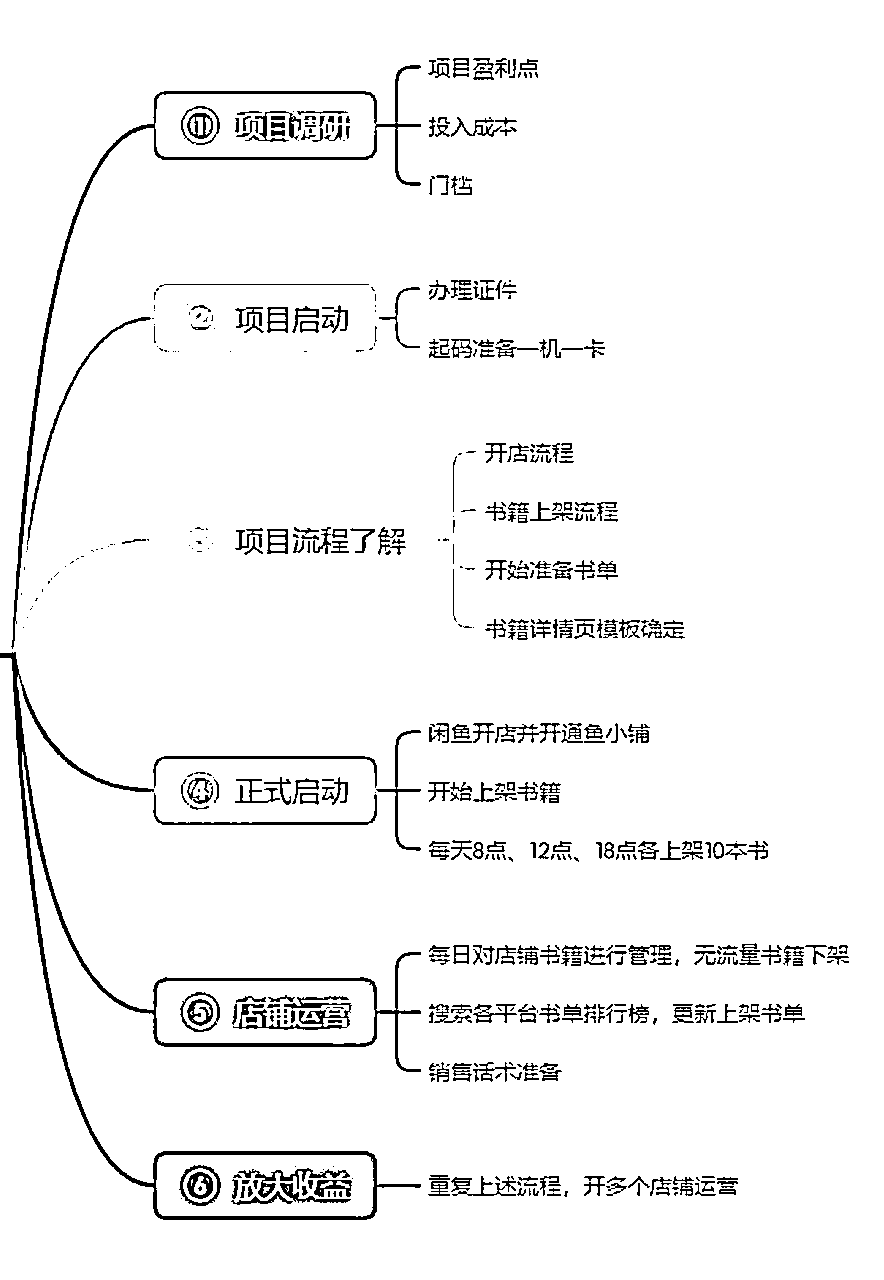 ① 项目调研
项目盈利点
投入成本
门槛
② 项目启动
办理证件
起码准备一机一卡
项目流程了解
开店流程
书籍上架流程
开始准备书单
书籍详情页模板确定
④ 正式启动
闲鱼开店并开通鱼小铺
开始上架书籍
每天8点、12点、18点各上架10本书
⑤ 店铺运营
每日对店铺书籍进行管理，无流量书籍下架
搜索各平台书单排行榜，更新上架书单
销售话术准备
⑥ 放大收益
重复上述流程，开多个店铺运营